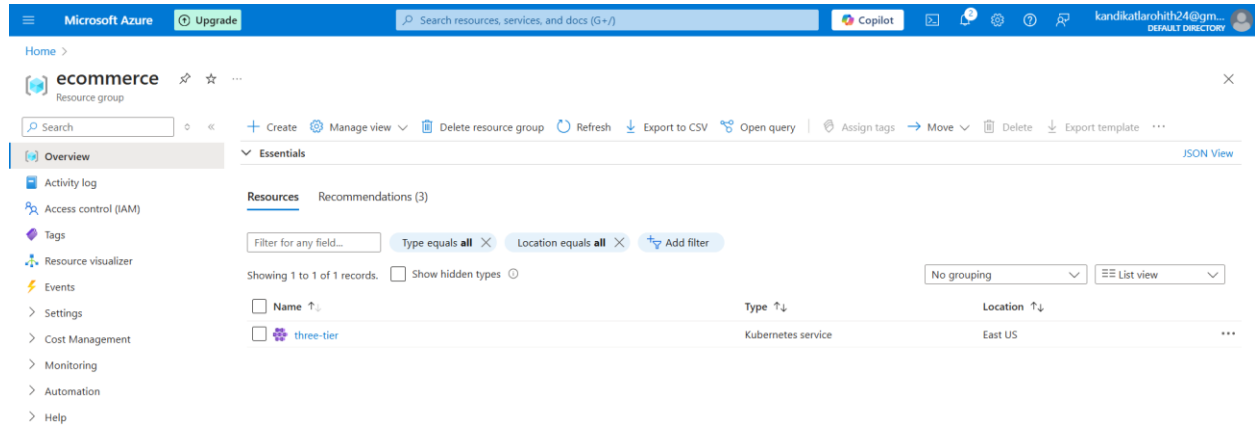 Microsoft Azure Upgrade Search resources, services, and docs (G+/) Copilot 2 kandikatlarohith24@gm...
DEFAULT DIRECTORY
Home >
ecommerce ...
Resource group
Search Create Manage view Delete resource group Refresh Export to CSV Open query Assign tags Move Delete Export template ...
Overview
Activity log
Access control (IAM)
Tags
Resource visualizer
Events
Settings
Cost Management
Monitoring
Automation
Help
Essentials JSON View
Resources Recommendations (3)
Filter for any field... Type equals all Location equals all Add filter
Showing 1 to 1 of 1 records. Show hidden types No grouping List view
Name Type Location
three-tier Kubernetes service East US ...